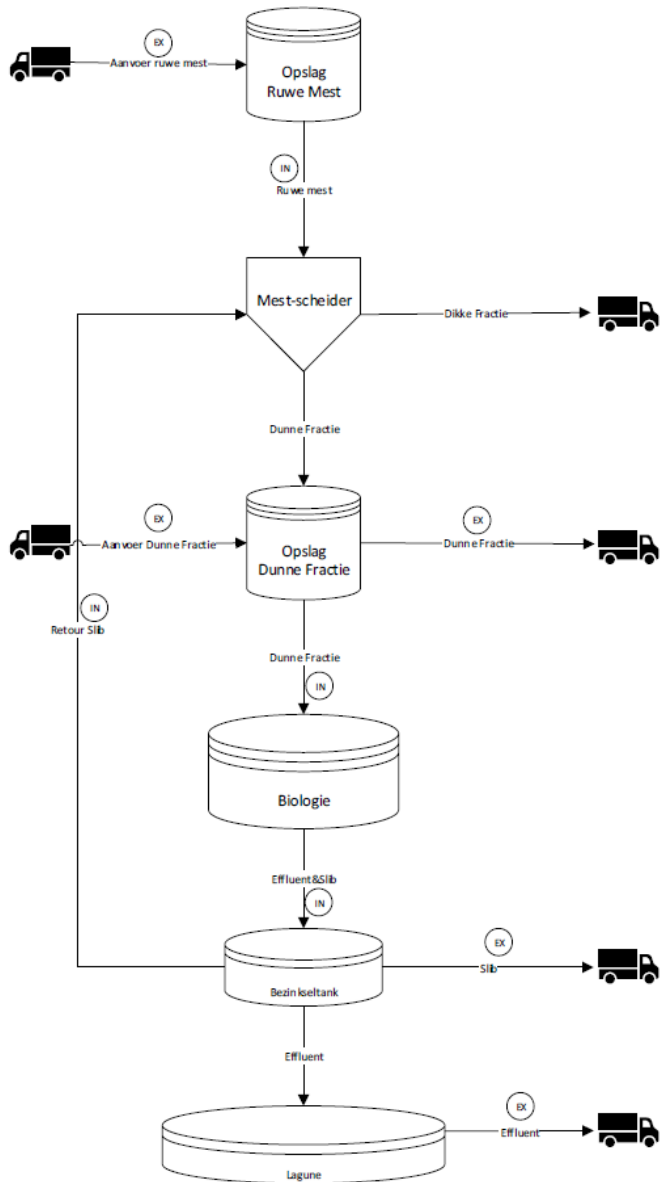 EX
Aanvoer ruwe mest
Opslag
Ruwe Mest
IN
Ruwe mest
Mest-scheider
Dikke Fractie
Dunne Fractie
EX
Aanvoer Dunne Fractie
Opslag
Dunne Fractie
EX
Dunne Fractie
IN
Retour Slib
Dunne Fractie
IN
Biologie
Effluent&Slib
IN
Bezinkseltank
EX
Slib
Effluent
EX
Effluent
Lagune